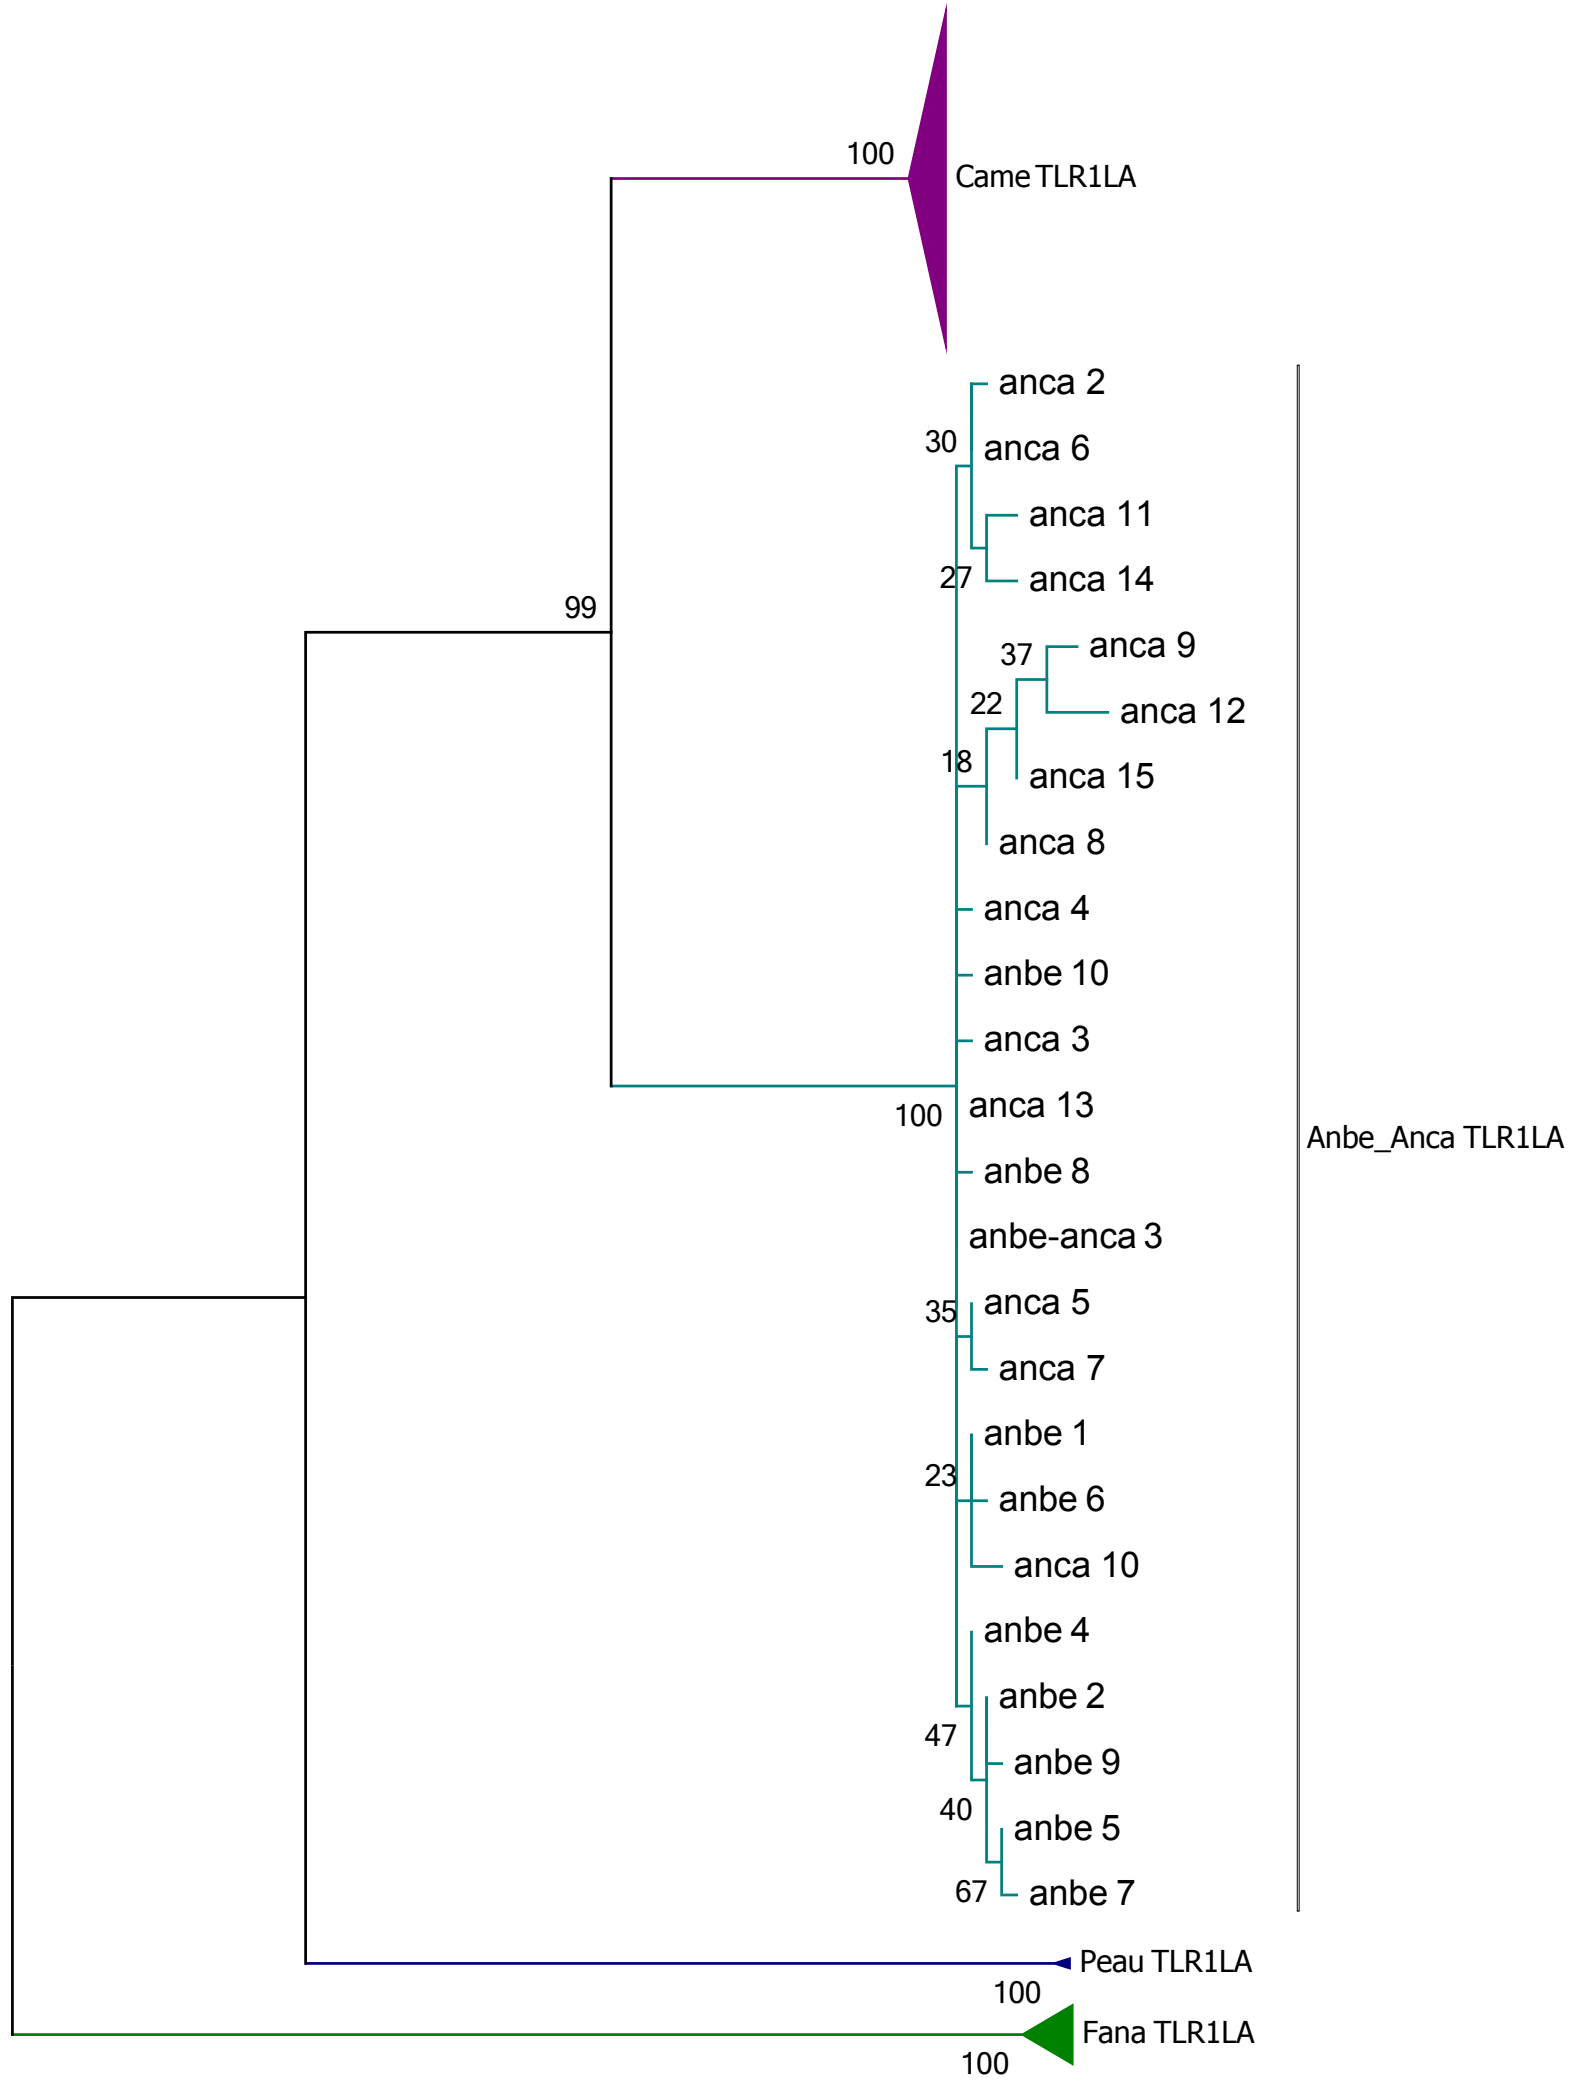 100
Came TLR1LA
anca 2
30
anca 6
anca 11
27
anca 14
99
37
anca 9
22
anca 12
18
anca 15
anca 8
anca 4
anbe 10
anca 3
100
anca 13
Anbe_Anca TLR1LA
anbe 8
anbe-anca 3
35
anca 5
anca 7
anbe 1
23
anbe 6
anca 10
anbe 4
anbe 2
47
anbe 9
40
anbe 5
67
anbe 7
Peau TLR1LA
100
Fana TLR1LA
100